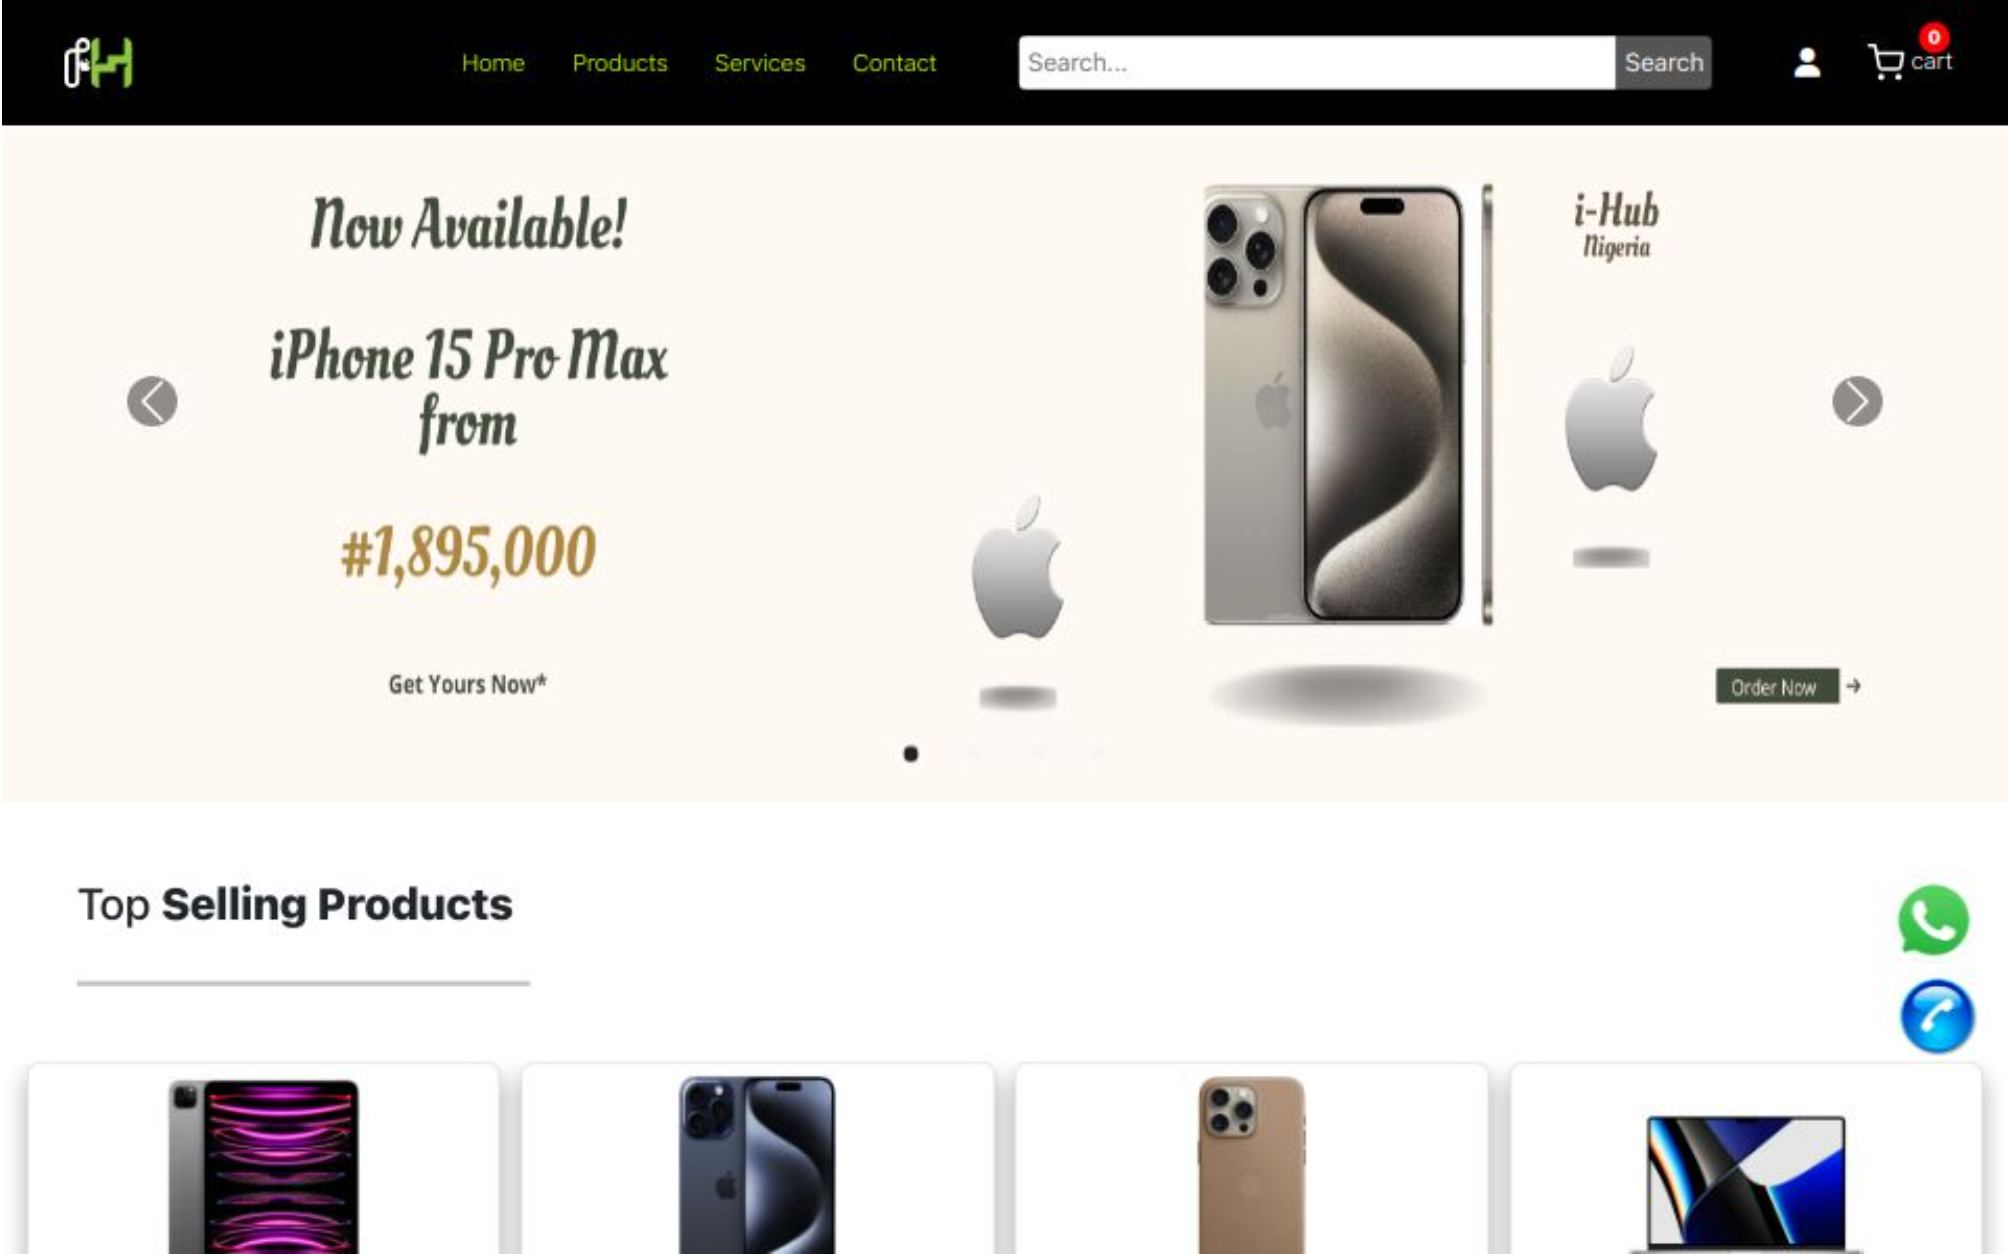 Home Products Services Contact Search... Search 0 cart
Now Available!
iPhone 15 Pro Max
from
#1,895,000
Get Yours Now*
i-Hub
Nigeria
Order Now →
Top Selling Products